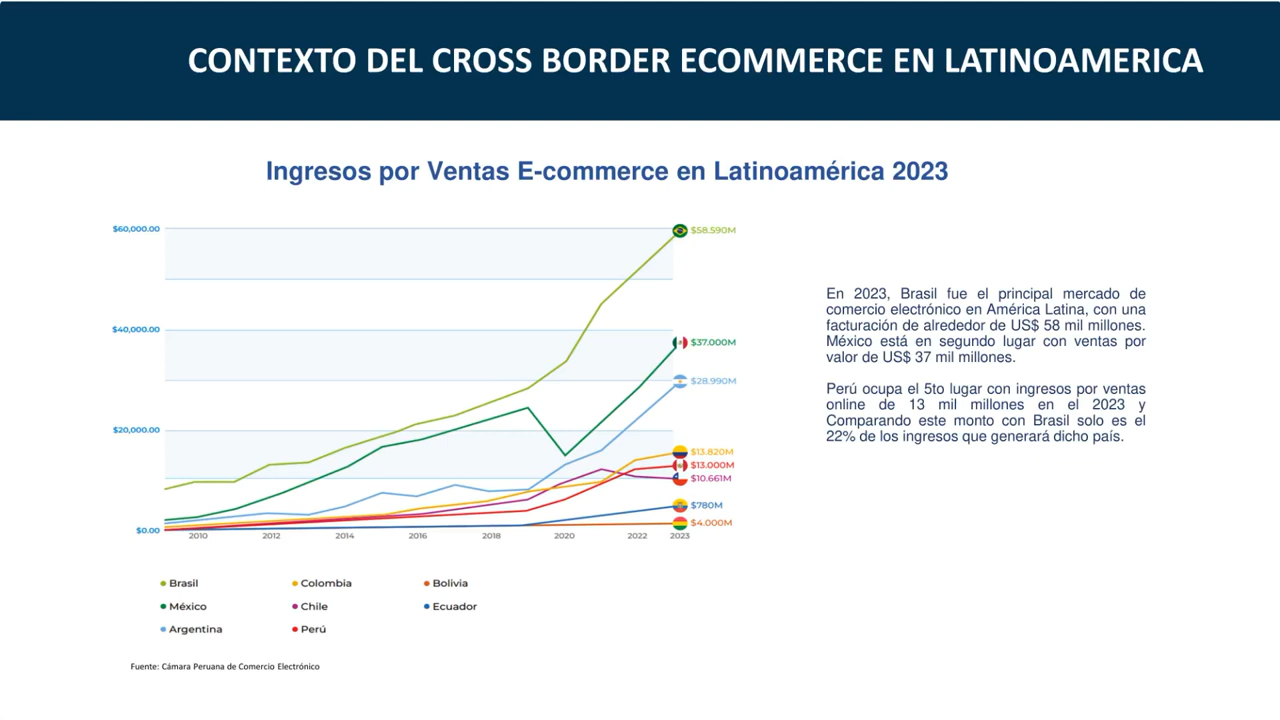 CONTEXTO DEL CROSS BORDER ECOMMERCE EN LATINOAMERICA
Ingresos por Ventas E-commerce en Latinoamérica 2023
$60,000.00
$40,000.00
$20,000.00
$0.00
2010 2012 2014 2016 2018 2020 2022 2023
$58.590M
$37.000M
$28.990M
$13.820M
$13.000M
$10.661M
$780M
$4.000M
Brasil Colombia Bolivia
México Chile Ecuador
Argentina Perú
Fuente: Cámara Peruana de Comercio Electrónico
En 2023, Brasil fue el principal mercado de
comercio electrónico en América Latina, con una
facturación de alrededor de US$ 58 mil millones.
México está en segundo lugar con ventas por
valor de US$ 37 mil millones.
Perú ocupa el 5to lugar con ingresos por ventas
online de 13 mil millones en el 2023 y
Comparando este monto con Brasil solo es el
22% de los ingresos que generará dicho país.